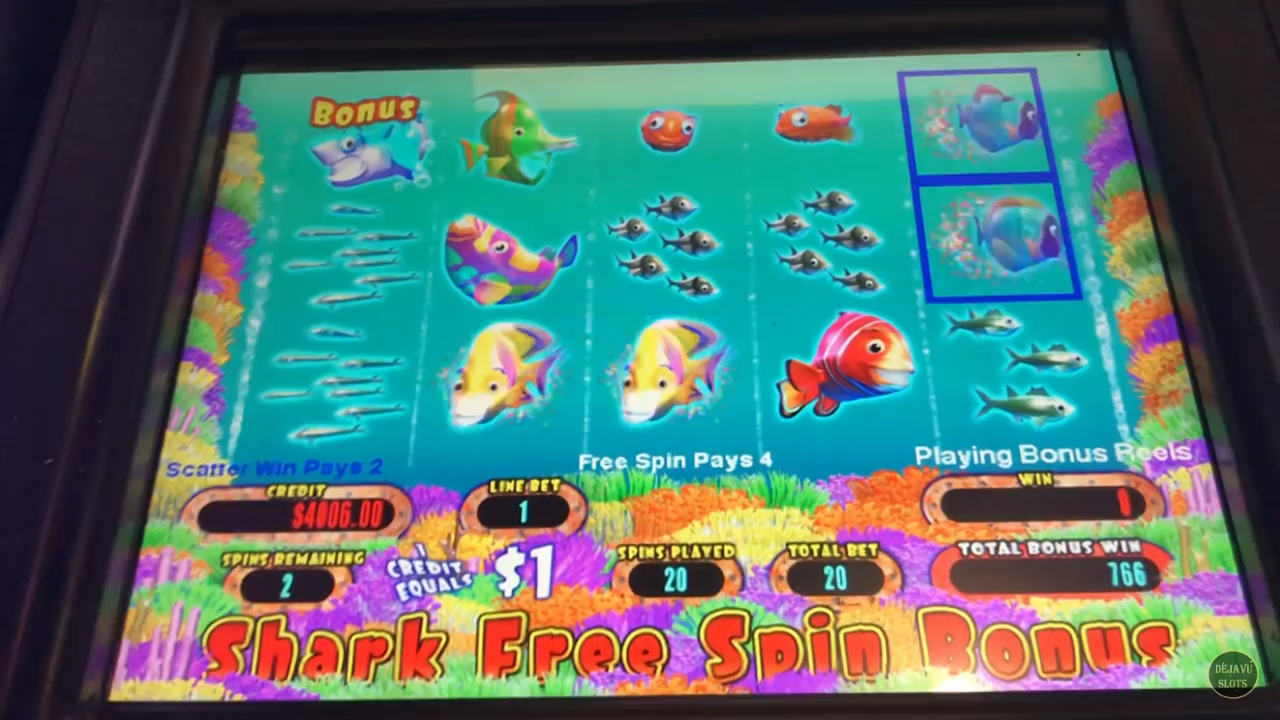 BONUS
Scatter Win Pays 2
Free Spin Pays 4
Playing Bonus Reels
CREDIT
$4006.00
LINE BET
1
WIN
0
SPINS REMAINING
2
1
CREDIT
EQUALS
$1
SPINS PLAYED
20
TOTAL BET
20
TOTAL BONUS WIN
766
Shark Free Spin Bonus
DÉJÀVÚ
SLOTS